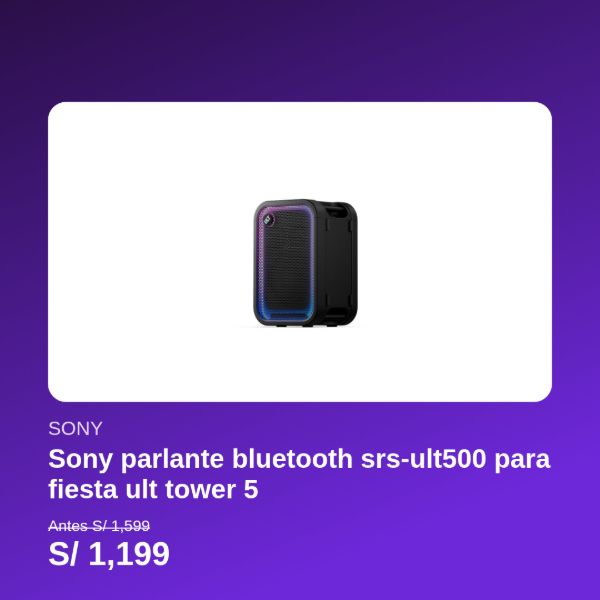 SONY
Sony parlante bluetooth srs-ult500 para
fiesta ult tower 5
Antes S/ 1,599
S/ 1,199